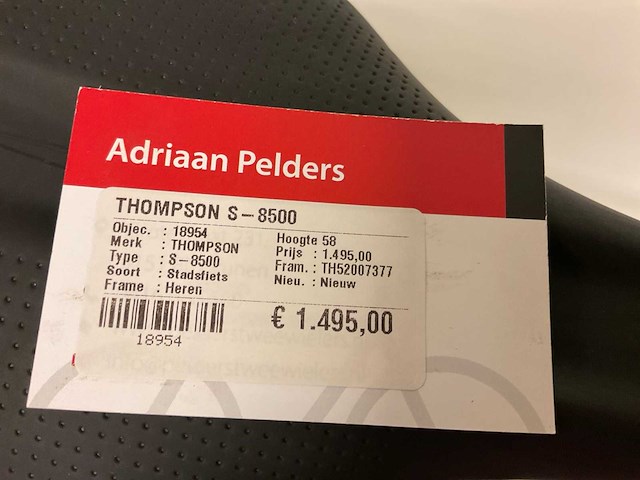 Adriaan Pelders
THOMPSON S-8500
Objec. : 18954
Merk : THOMPSON
Type : S-8500
Soort : Stadsfiets
Frame : Heren
Hoogte 58
Prijs : 1.495,00
Fram. : TH52007377
Nieu. : Nieuw
18954
€ 1.495,00